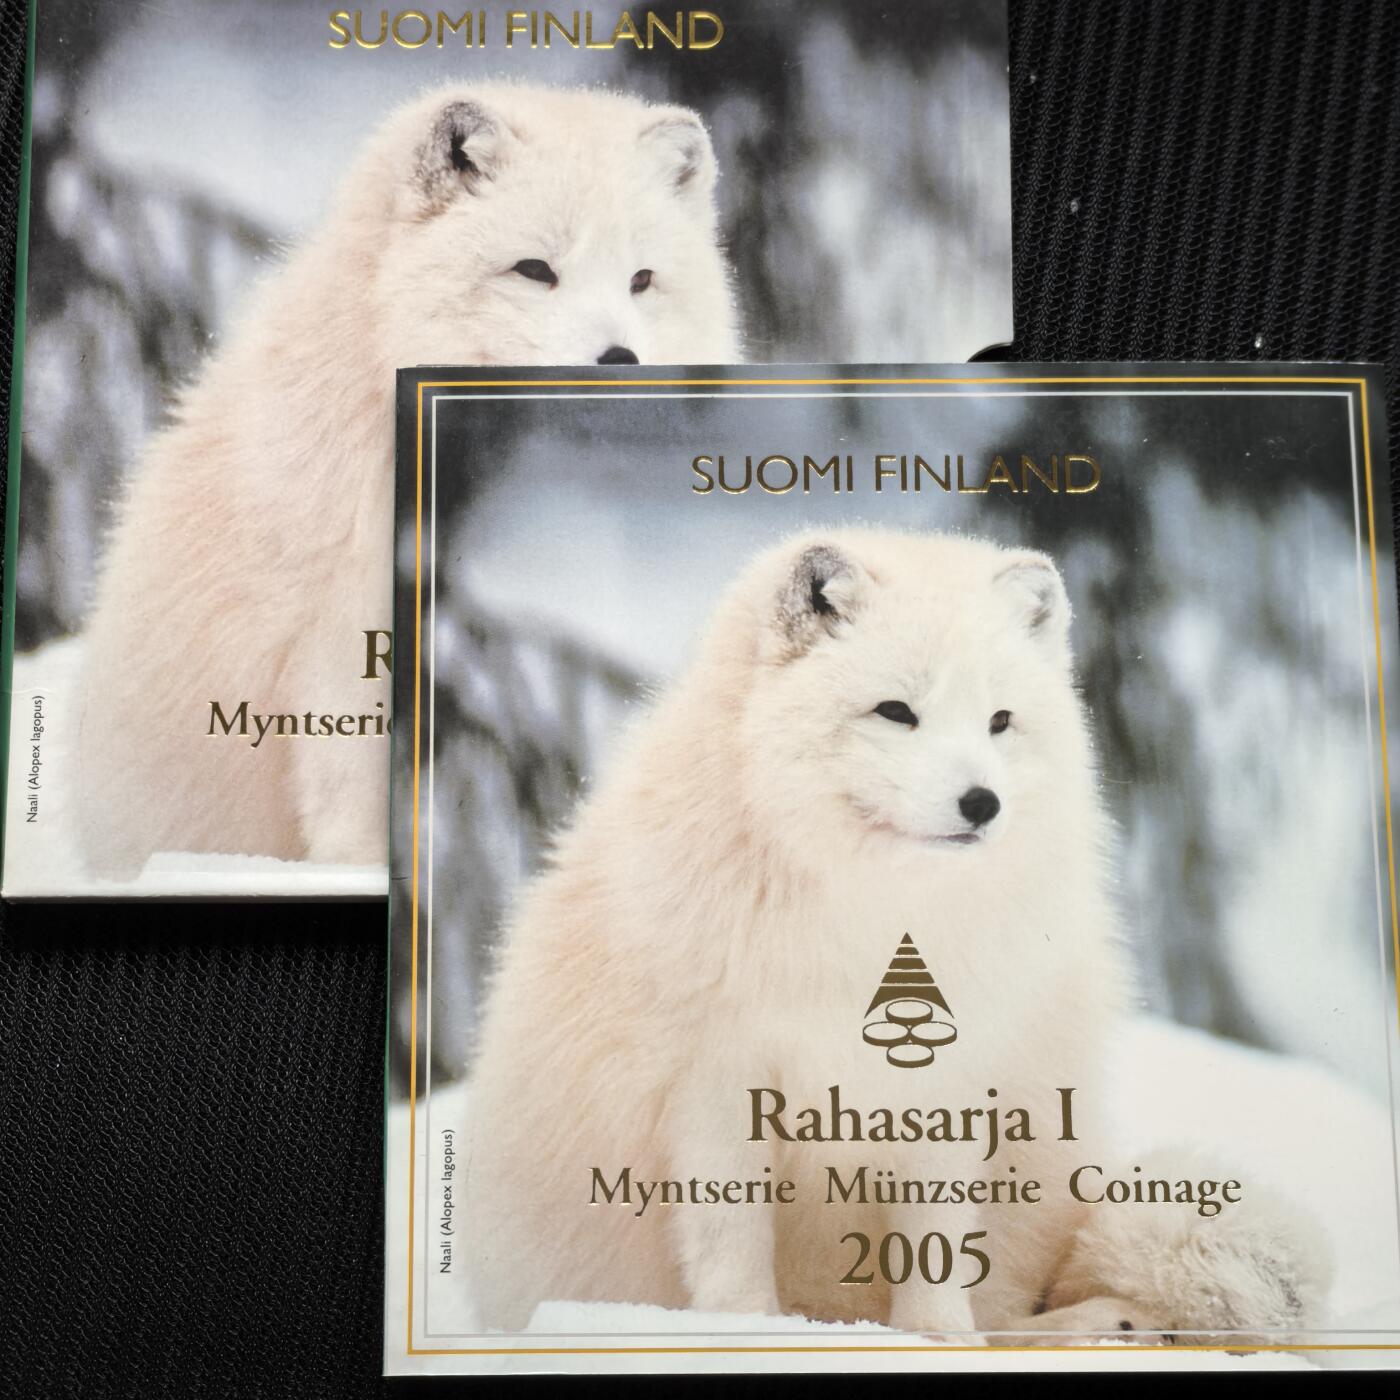 SUOMI FINLAND
R
Myntserie
Naali (Alopex lagopus)
SUOMI FINLAND
Rahasarja I
Myntserie Münzserie Coinage
2005
Naali (Alopex lagopus)